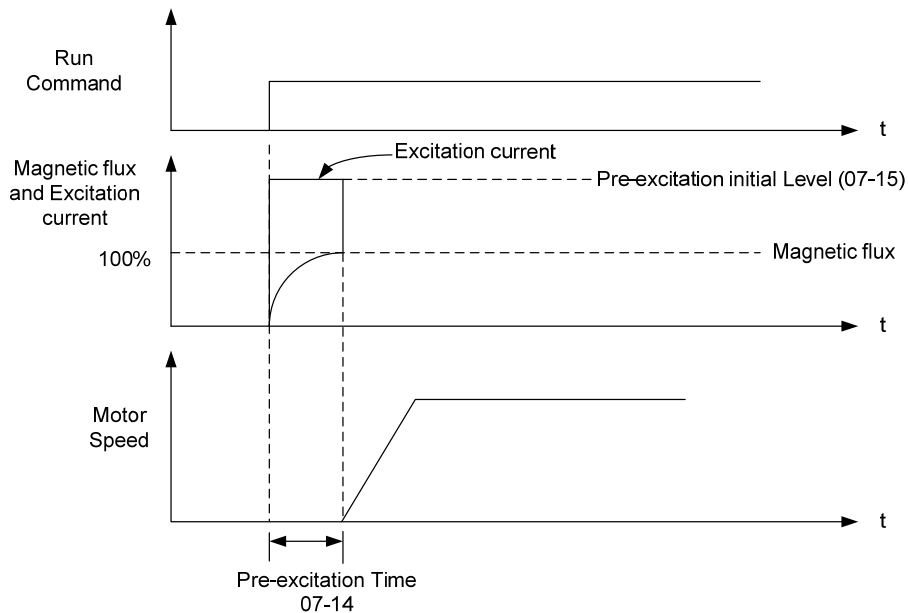 Run
Command
t
Excitation current
Magnetic flux
and Excitation
current
Pre-excitation initial Level (07-15)
100%
Magnetic flux
t
Motor
Speed
t
Pre-excitation Time
07-14